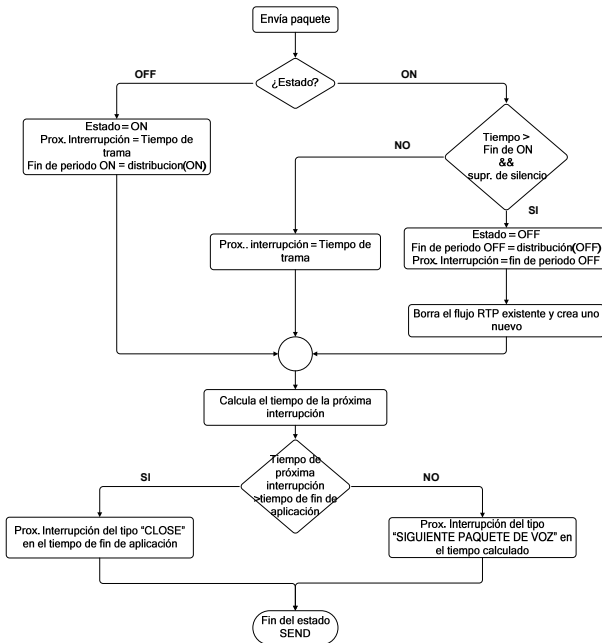 Envía paquete
¿Estado?
OFF
ON
Estado = ON
Prox. Intrerrupción = Tiempo de
trama
Fin de periodo ON = distribucion(ON)
Tiempo >
Fin de ON
&&
supr. de silencio
NO
SI
Prox.. interrupción = Tiempo de
trama
Estado = OFF
Fin de periodo OFF = distribución(OFF)
Prox. Interrupción = fin de periodo OFF
Borra el flujo RTP existente y crea uno
nuevo
Calcula el tiempo de la próxima
interrupción
Tiempo de
próxima
interrupción
>tiempo de fin de
aplicación
SI
NO
Prox. Interrupción del tipo “CLOSE”
en el tiempo de fin de aplicación
Prox. Interrupción del tipo
“SIGUIENTE PAQUETE DE VOZ” en
el tiempo calculado
Fin del estado
SEND